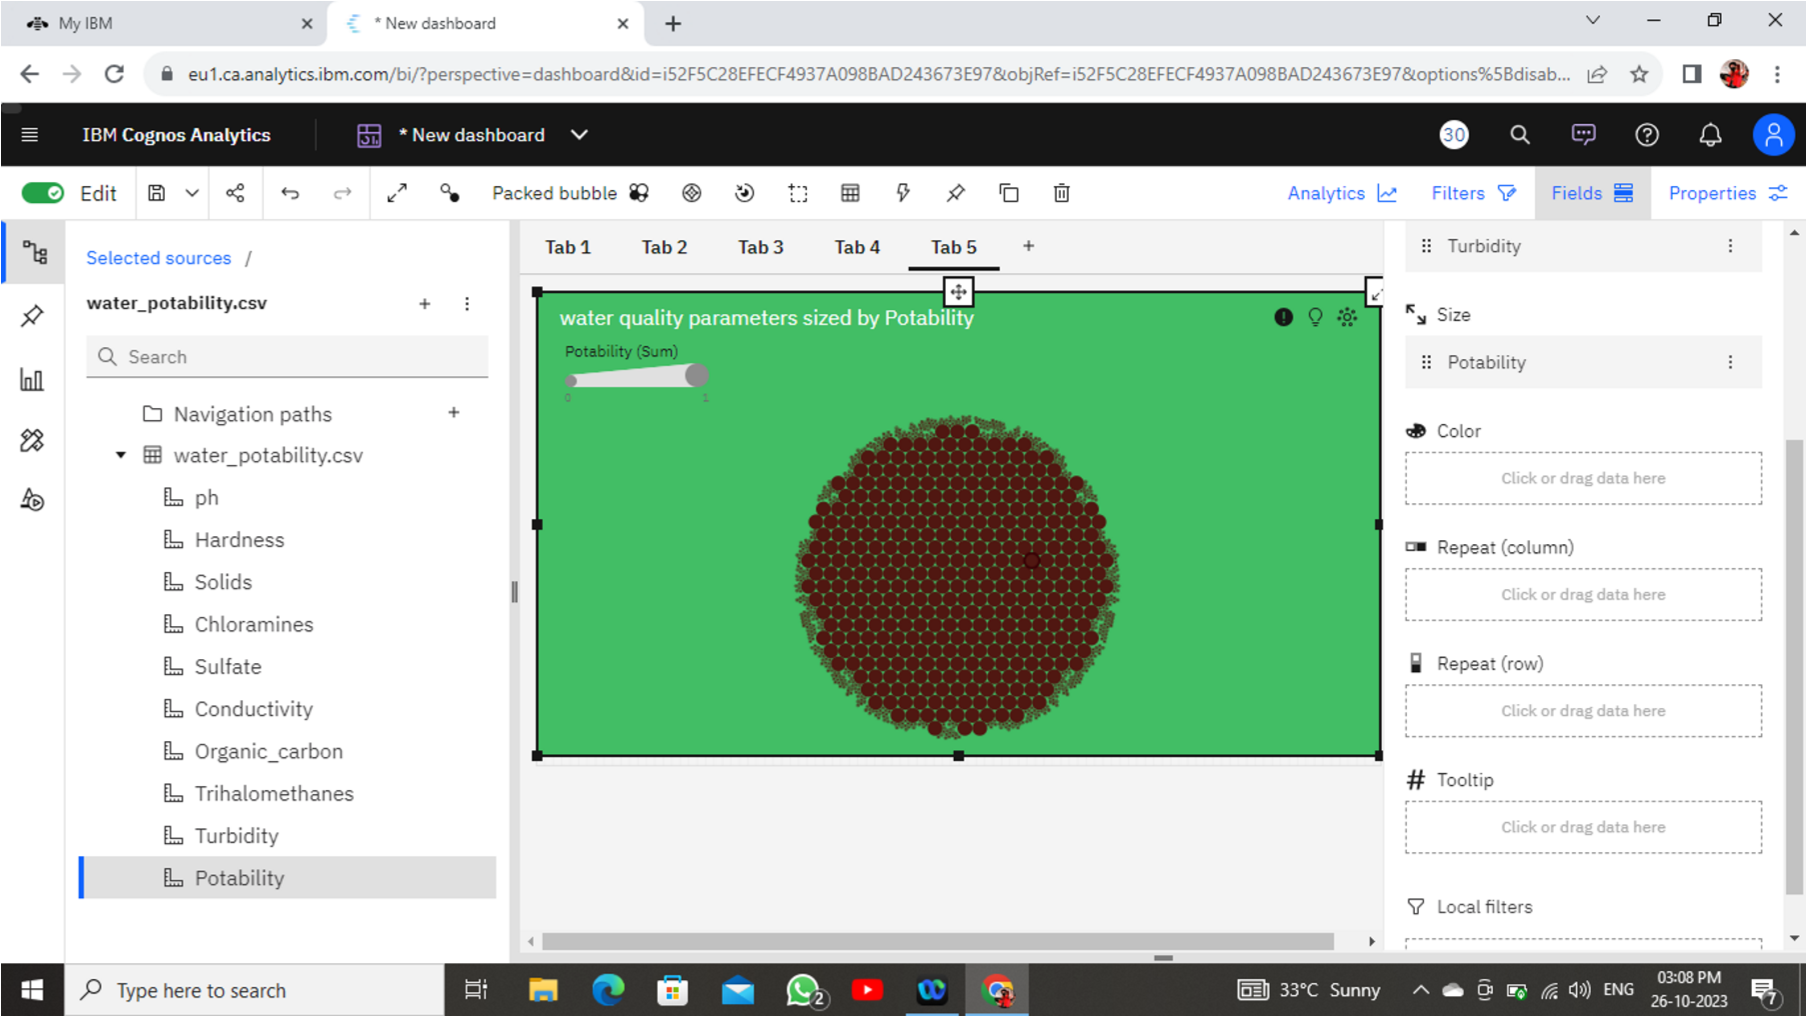 My IBM
* New dashboard
eu1.ca.analytics.ibm.com/bi/?perspective=dashboard&id=i52F5C28EFECF4937A098BAD243673E97&objRef=i52F5C28EFECF4937A098BAD243673E97&options%5Bdisab...
IBM Cognos Analytics
* New dashboard
30
Edit
Packed bubble
Analytics
Filters
Fields
Properties
Selected sources /
water_potability.csv
Search
Navigation paths
water_potability.csv
ph
Hardness
Solids
Chloramines
Sulfate
Conductivity
Organic_carbon
Trihalomethanes
Turbidity
Potability
Tab 1 Tab 2 Tab 3 Tab 4 Tab 5
water quality parameters sized by Potability
Potability (Sum)
0 1
Turbidity
Size
Potability
Color
Click or drag data here
Repeat (column)
Click or drag data here
Repeat (row)
Click or drag data here
# Tooltip
Click or drag data here
Local filters
Type here to search
2
33°C Sunny
ENG
03:08 PM
26-10-2023
7